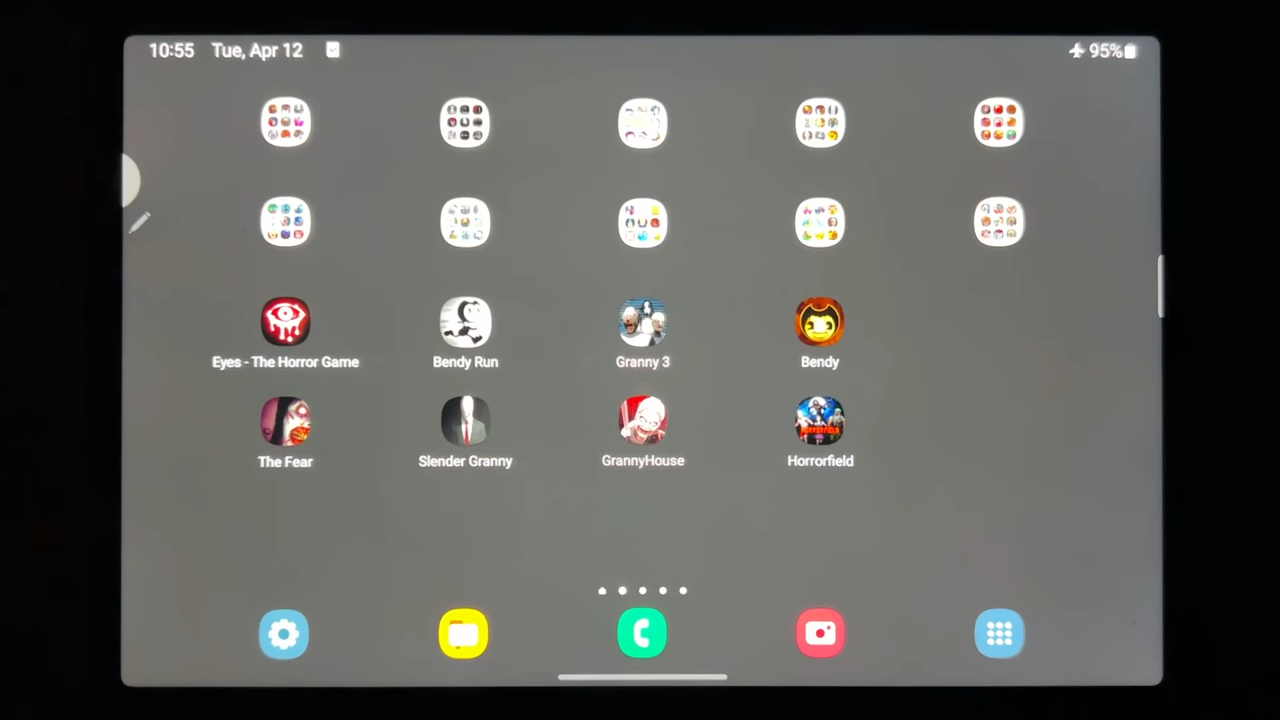 10:55 Tue, Apr 12 95%
Eyes - The Horror Game Bendy Run Granny 3 Bendy
HORRORFIELD
The Fear Slender Granny GrannyHouse Horrorfield